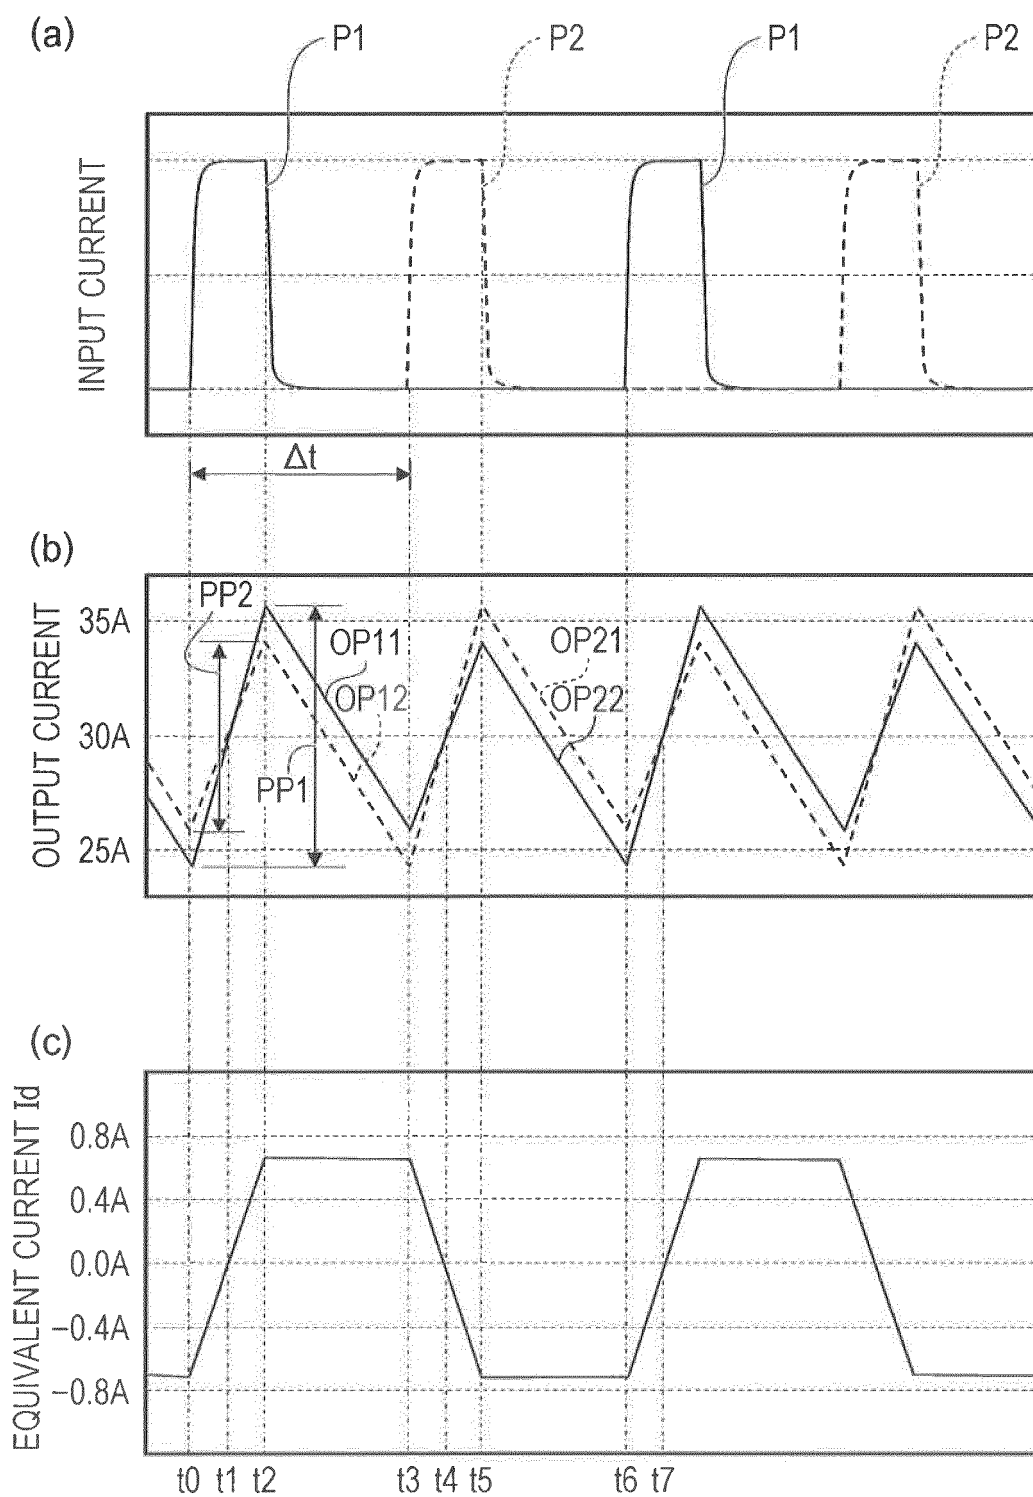 (a)
P1
P2
P1
P2
INPUT CURRENT
Δt
(b)
PP2
OP11
OP12
PP1
OP21
OP22
35A
30A
25A
OUTPUT CURRENT
(c)
0.8A
0.4A
0.0A
−0.4A
−0.8A
EQUIVALENT CURRENT Id
t0 t1 t2 t3 t4 t5 t6 t7